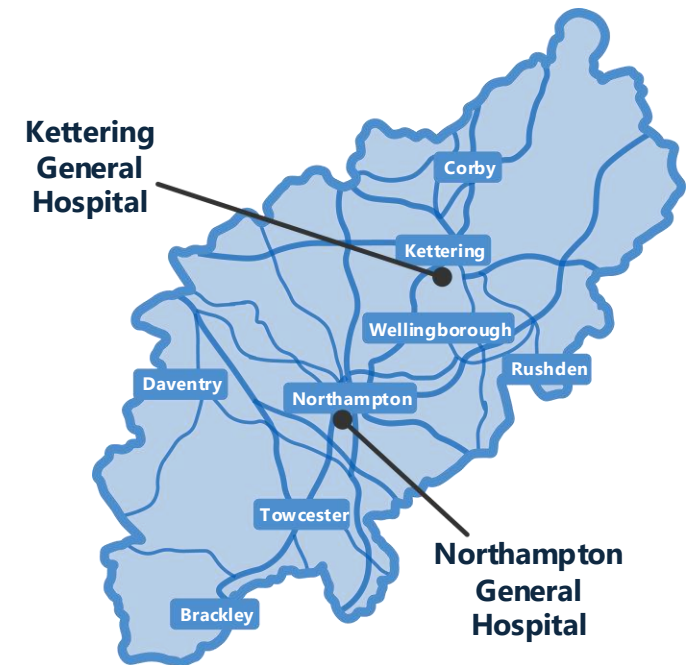 Kettering
General
Hospital
Corby
Kettering
Wellingborough
Rushden
Daventry
Northampton
Towcester
Northampton
General
Hospital
Brackley